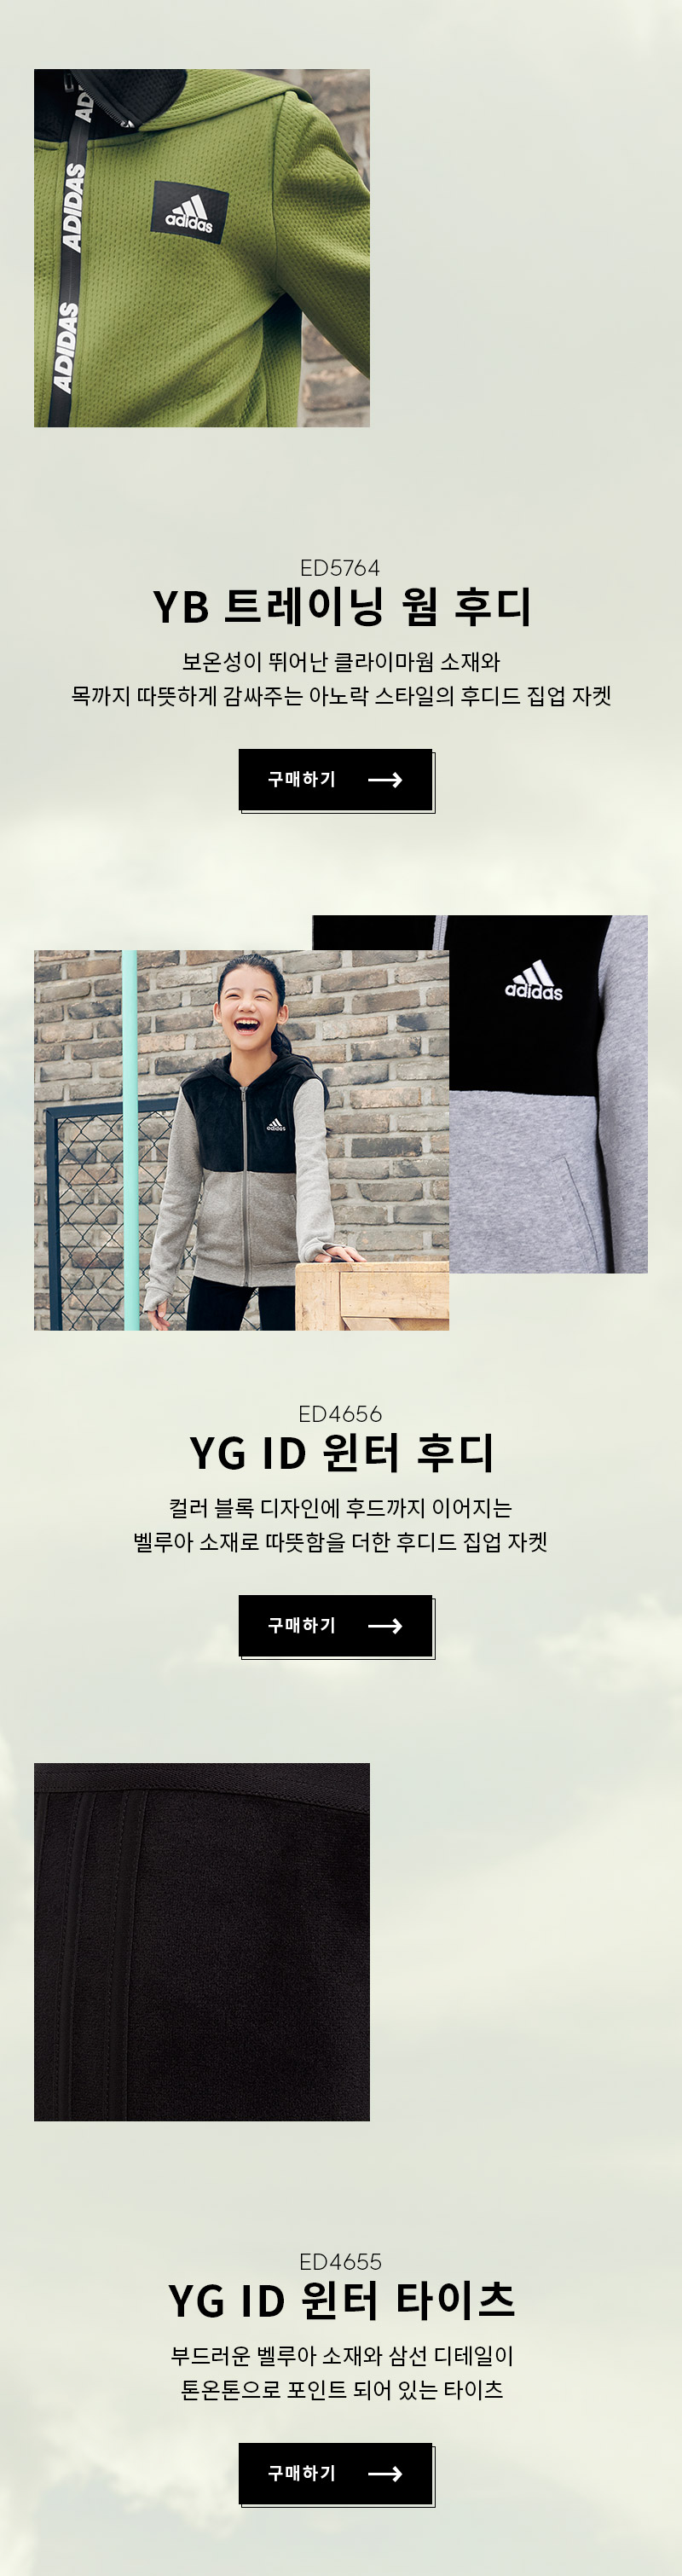 ADIDAS
ADIDAS
adidas
ADIDAS
ED5764
YB 트레이닝 웜 후디
보온성이 뛰어난 클라이마웜 소재와
목까지 따뜻하게 감싸주는 아노락 스타일의 후디드 집업 자켓
구매하기
adidas
adidas
ED4656
YG ID 윈터 후디
컬러 블록 디자인에 후드까지 이어지는
벨루아 소재로 따뜻함을 더한 후디드 집업 자켓
구매하기
ED4655
YG ID 윈터 타이츠
부드러운 벨루아 소재와 삼선 디테일이
톤온톤으로 포인트 되어 있는 타이츠
구매하기